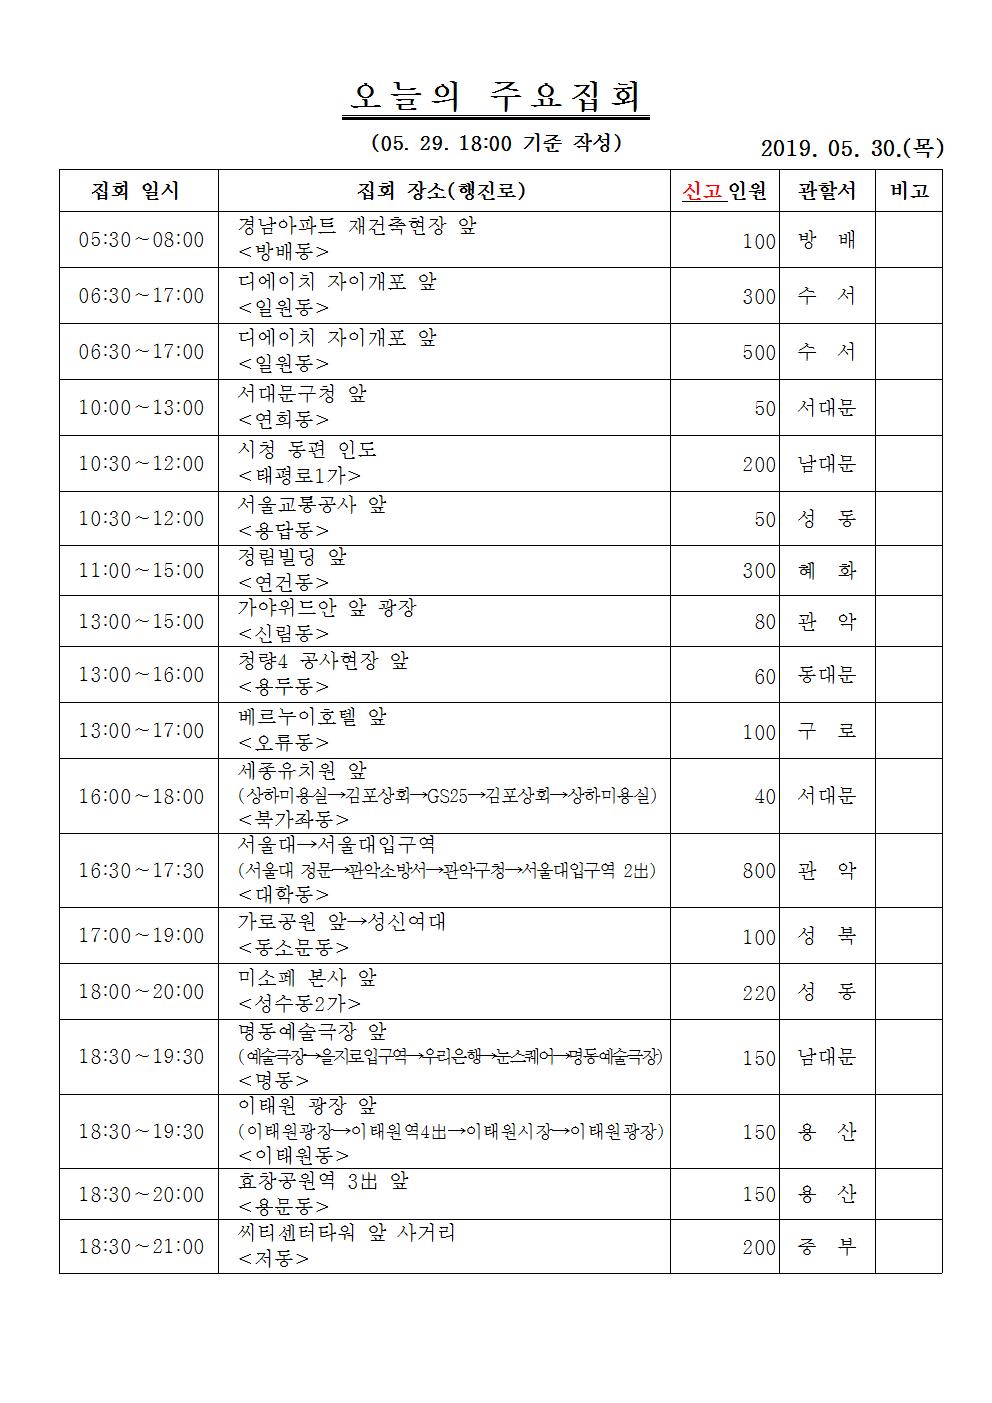 오늘의 주요집회
(05. 29. 18:00 기준 작성)
2019. 05. 30.(목)
집회 일시 집회 장소(행진로) 신고인원 관할서 비고
05:30～08:00 경남아파트 재건축현장 앞 100 방 배
<방배동>
06:30～17:00 디에이치 자이개포 앞 300 수 서
<일원동>
06:30～17:00 디에이치 자이개포 앞 500 수 서
<일원동>
10:00～13:00 서대문구청 앞 50 서대문
<연희동>
10:30～12:00 시청 동편 인도 200 남대문
<태평로1가>
10:30～12:00 서울교통공사 앞 50 성 동
<용답동>
11:00～15:00 정림빌딩 앞 300 혜 화
<연건동>
13:00～15:00 가야위드안 앞 광장 80 관 악
<신림동>
13:00～16:00 청량4 공사현장 앞 60 동대문
<용두동>
13:00～17:00 베르누이호텔 앞 100 구 로
<오류동>
16:00～18:00 세종유치원 앞 40 서대문
(상하미용실→김포상회→GS25→김포상회→상하미용실)
<북가좌동>
16:30～17:30 서울대→서울대입구역 800 관 악
(서울대 정문→관악소방서→관악구청→서울대입구역 2出)
<대학동>
17:00～19:00 가로공원 앞→성신여대 100 성 북
<동소문동>
18:00～20:00 미소페 본사 앞 220 성 동
<성수동2가>
18:30～19:30 명동예술극장 앞 150 남대문
(예술극장→을지로입구역→우리은행→눈스퀘어→명동예술극장)
<명동>
18:30～19:30 이태원 광장 앞 150 용 산
(이태원광장→이태원역4出→이태원시장→이태원광장)
<이태원동>
18:30～20:00 효창공원역 3出 앞 150 용 산
<용문동>
18:30～21:00 씨티센터타워 앞 사거리 200 중 부
<저동>